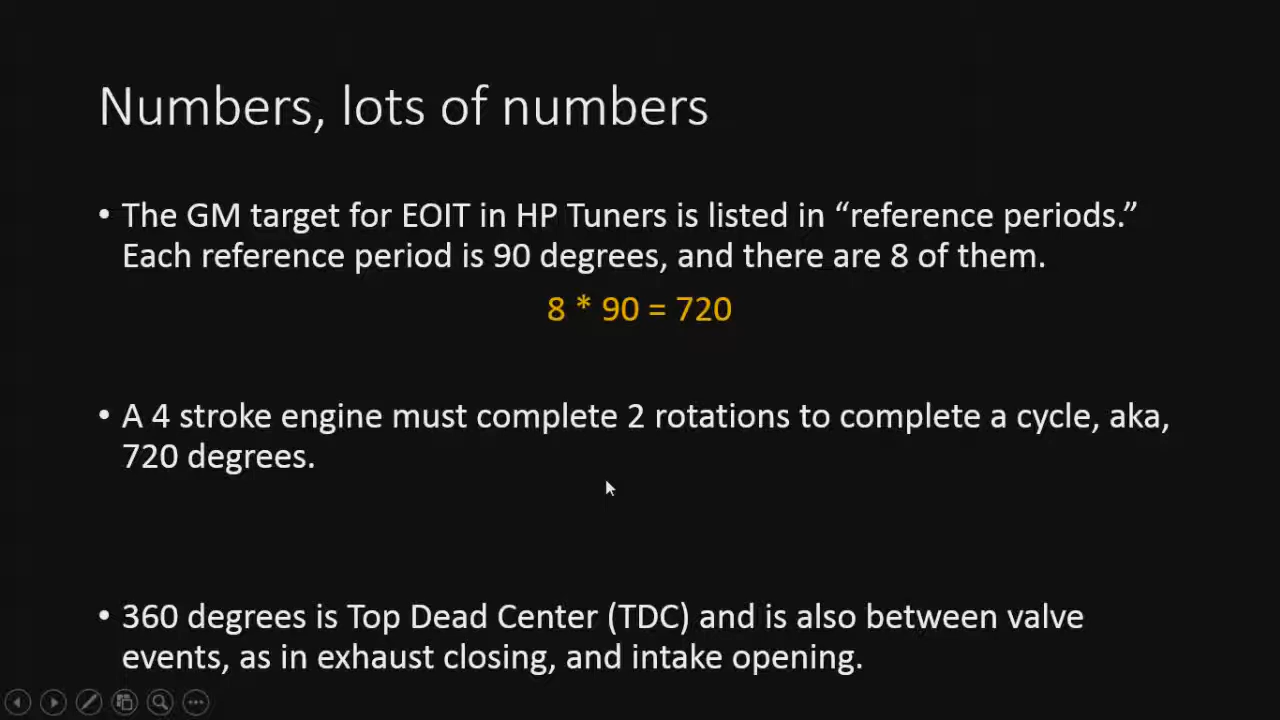 Numbers, lots of numbers
• The GM target for EOIT in HP Tuners is listed in “reference periods.”
Each reference period is 90 degrees, and there are 8 of them.
8 * 90 = 720
• A 4 stroke engine must complete 2 rotations to complete a cycle, aka,
720 degrees.
• 360 degrees is Top Dead Center (TDC) and is also between valve
events, as in exhaust closing, and intake opening.